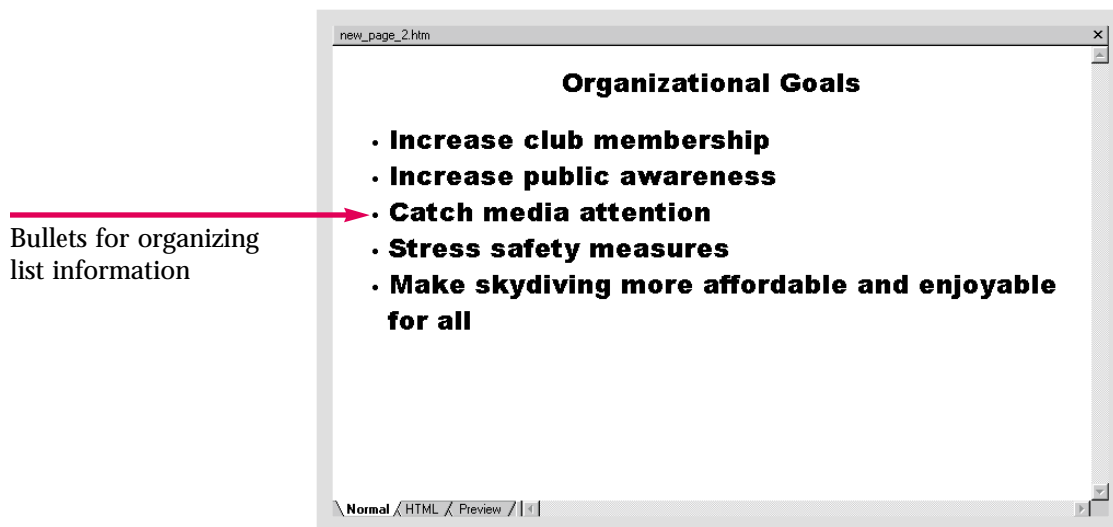 new_page_2.htm
Organizational Goals
• Increase club membership
• Increase public awareness
• Catch media attention
• Stress safety measures
• Make skydiving more affordable and enjoyable
for all
Bullets for organizing
list information
Normal / HTML / Preview /